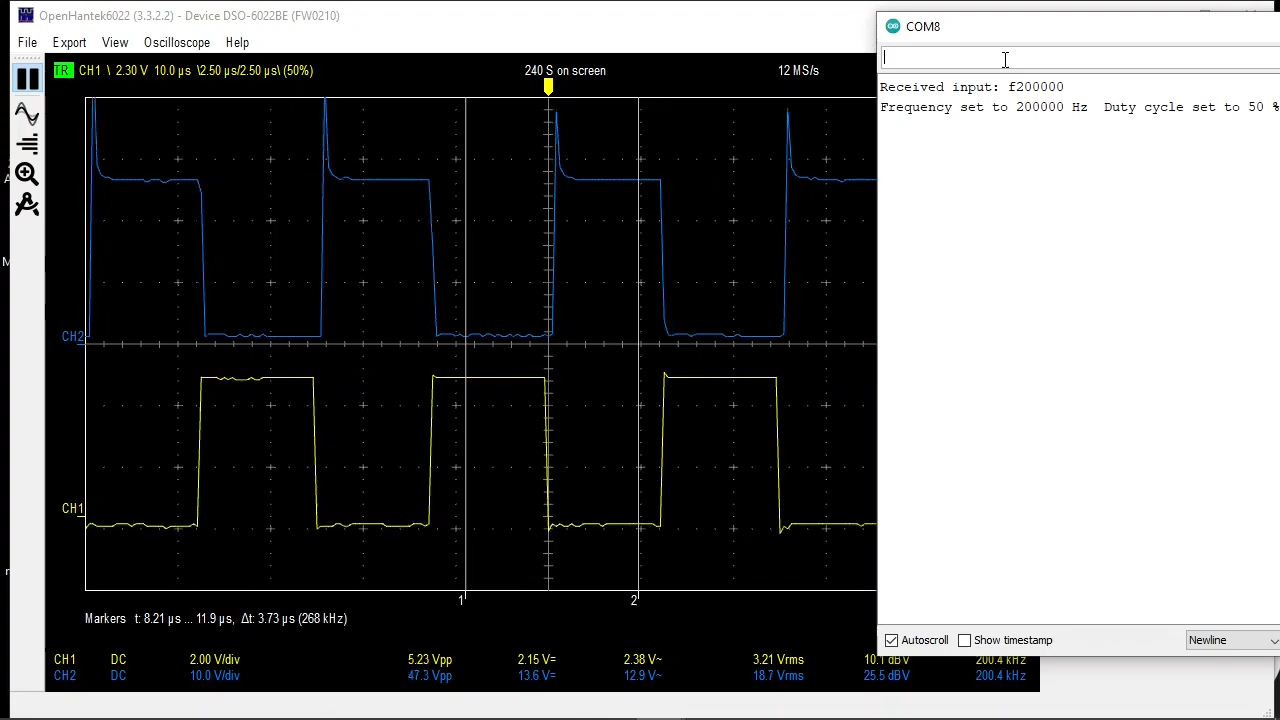 OpenHantek6022 (3.3.2.2) - Device DSO-6022BE (FW0210)
File Export View Oscilloscope Help
TR CH1 \ 2.30 V 10.0 µs \2.50 µs/2.50 µs\ (50%)
240 S on screen
12 MS/s
CH2
CH1
1
2
Markers t: 8.21 µs ... 11.9 µs, Δt: 3.73 µs (268 kHz)
CH1 DC 2.00 V/div 5.23 Vpp 2.15 V= 2.38 V~ 3.21 Vrms 10.1 dBV 200.4 kHz
CH2 DC 10.0 V/div 47.3 Vpp 13.6 V= 12.9 V~ 18.7 Vrms 25.5 dBV 200.4 kHz
COM8
Received input: f200000
Frequency set to 200000 Hz Duty cycle set to 50 %
Autoscroll Show timestamp Newline